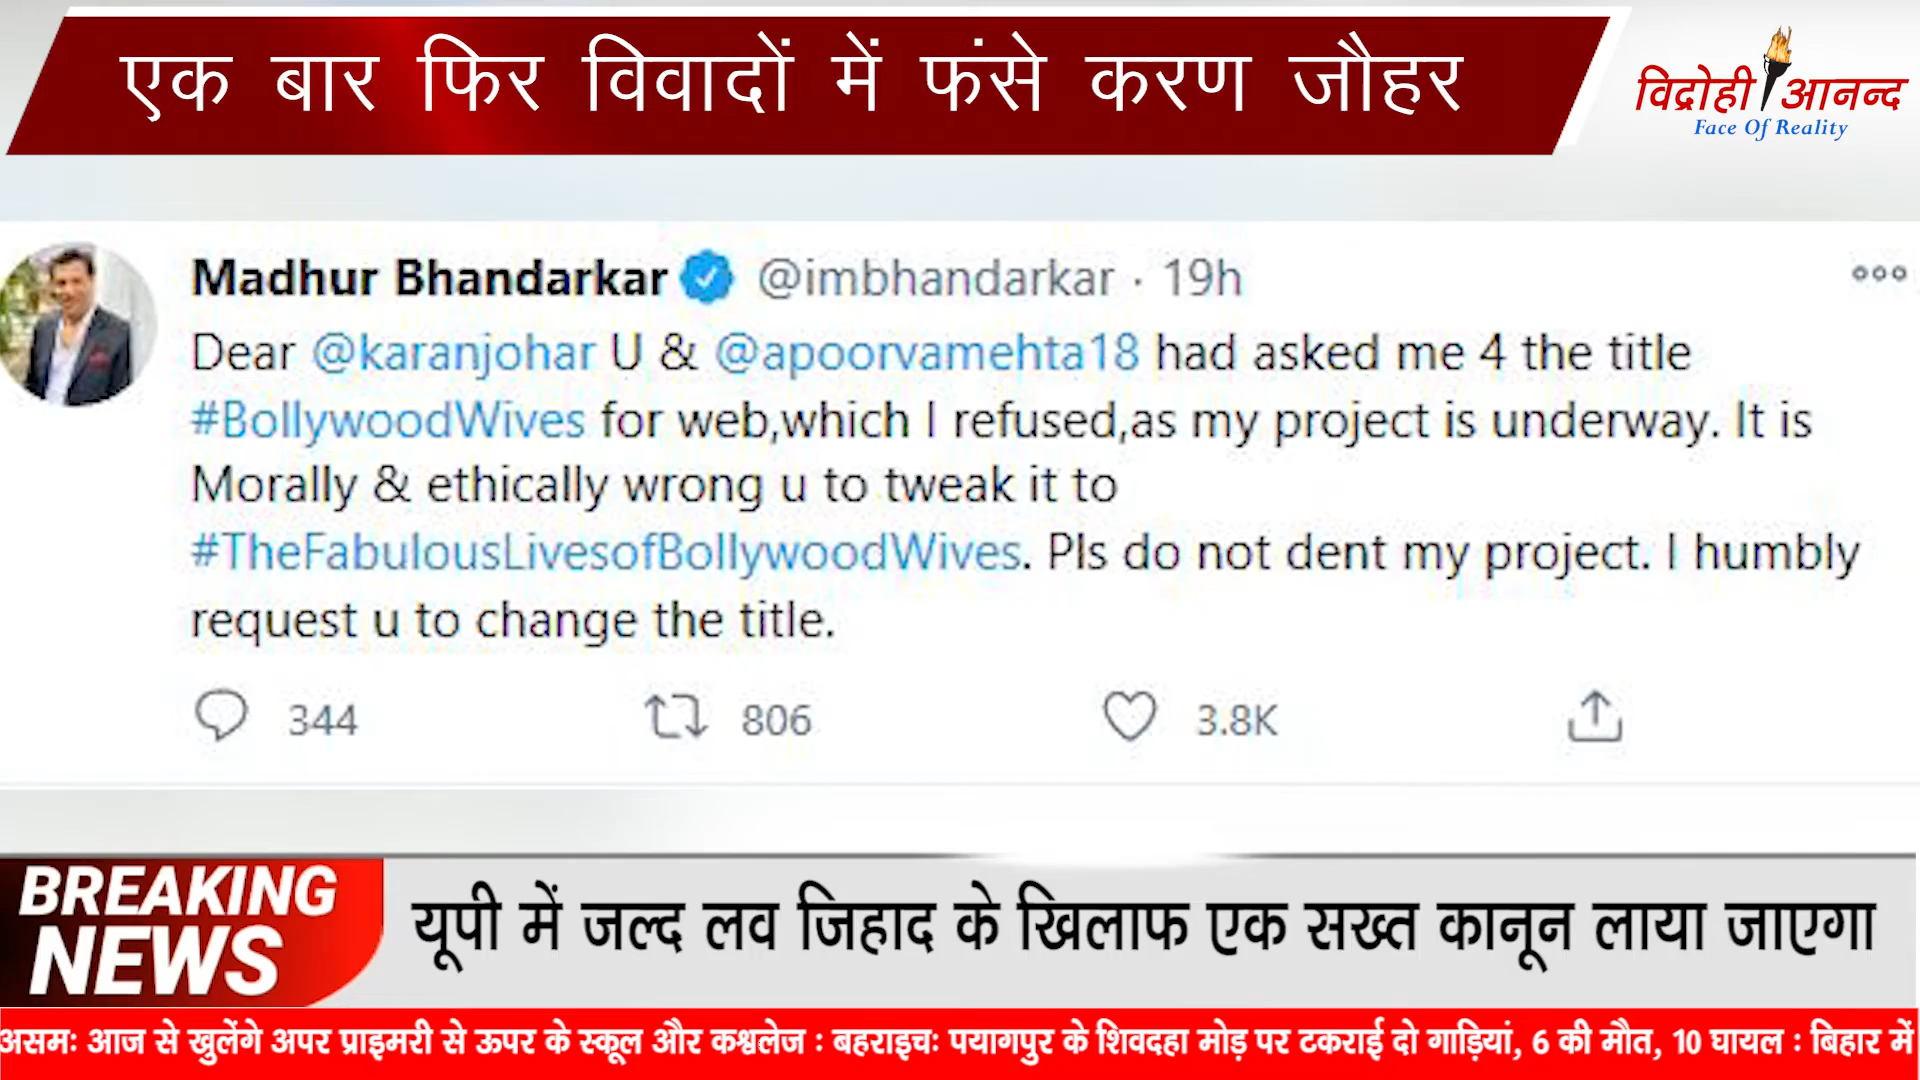 एक बार फिर विवादों में फंसे करण जौहर
विद्रोही आनन्द
Face Of Reality
Madhur Bhandarkar @imbhandarkar · 19h
Dear @karanjohar U & @apoorvamehta18 had asked me 4 the title
#BollywoodWives for web,which I refused,as my project is underway. It is
Morally & ethically wrong u to tweak it to
#TheFabulousLivesofBollywoodWives. Pls do not dent my project. I humbly
request u to change the title.
344 806 3.8K
BREAKING
NEWS
यूपी में जल्द लव जिहाद के खिलाफ एक सख्त कानून लाया जाएगा
असमः आज से खुलेंगे अपर प्राइमरी से ऊपर के स्कूल और कश्वलेज : बहराइचः पयागपुर के शिवदहा मोड़ पर टकराई दो गाड़ियां, 6 की मौत, 10 घायल : बिहार में